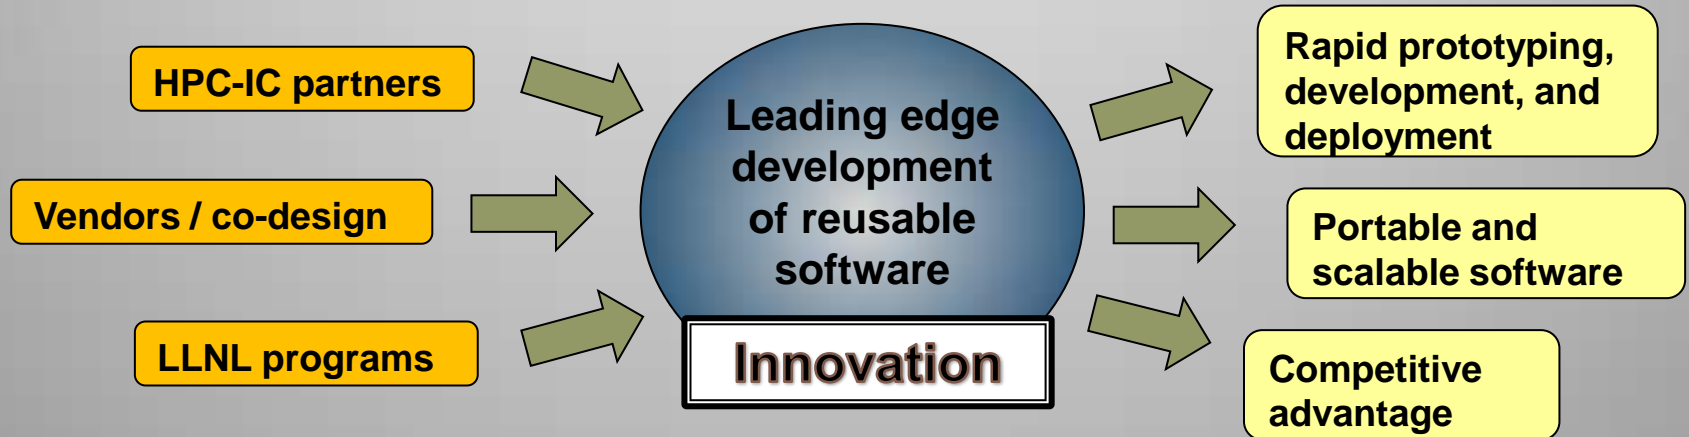 HPC-IC partners
Vendors / co-design
LLNL programs
Leading edge
development
of reusable
software
Innovation
Rapid prototyping,
development, and
deployment
Portable and
scalable software
Competitive
advantage